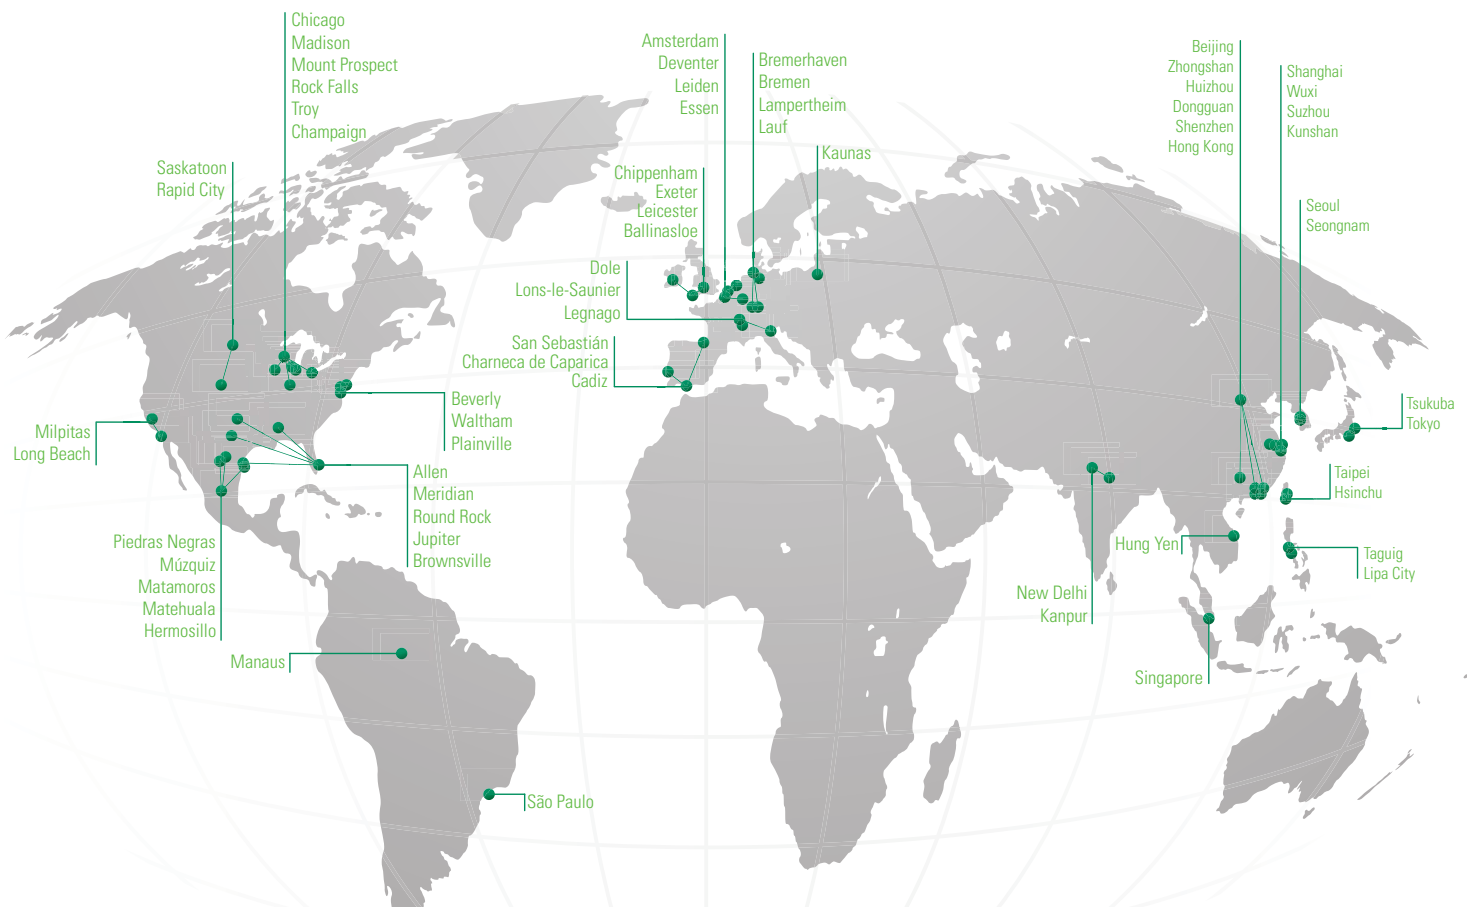 Chicago
Madison
Mount Prospect
Rock Falls
Troy
Champaign
Saskatoon
Rapid City
Milpitas
Long Beach
Beverly
Waltham
Plainville
Allen
Meridian
Round Rock
Jupiter
Brownsville
Piedras Negras
Múzquiz
Matamoros
Matehuala
Hermosillo
Manaus
São Paulo
Amsterdam
Deventer
Leiden
Essen
Bremerhaven
Bremen
Lampertheim
Lauf
Kaunas
Chippenham
Exeter
Leicester
Ballinasloe
Dole
Lons-le-Saunier
Legnago
San Sebastián
Charneca de Caparica
Cadiz
Beijing
Zhongshan
Huizhou
Dongguan
Shenzhen
Hong Kong
Shanghai
Wuxi
Suzhou
Kunshan
Seoul
Seongnam
Tsukuba
Tokyo
Taipei
Hsinchu
Hung Yen
Taguig
Lipa City
New Delhi
Kanpur
Singapore